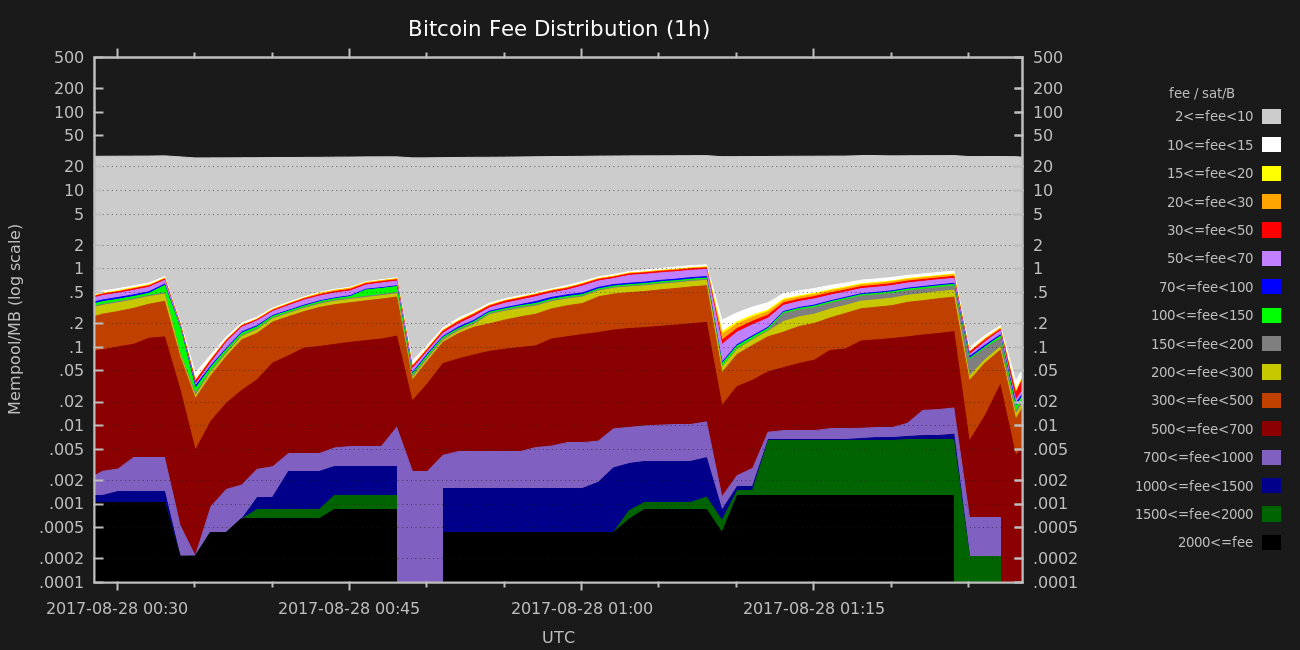 Bitcoin Fee Distribution (1h)
Mempool/MB (log scale)
500
200
100
50
20
10
5
2
1
.5
.2
.1
.05
.02
.01
.005
.002
.001
.0005
.0002
.0001
500
200
100
50
20
10
5
2
1
.5
.2
.1
.05
.02
.01
.005
.002
.001
.0005
.0002
.0001
2017-08-28 00:30
2017-08-28 00:45
2017-08-28 01:00
2017-08-28 01:15
UTC
fee / sat/B
2<=fee<10
10<=fee<15
15<=fee<20
20<=fee<30
30<=fee<50
50<=fee<70
70<=fee<100
100<=fee<150
150<=fee<200
200<=fee<300
300<=fee<500
500<=fee<700
700<=fee<1000
1000<=fee<1500
1500<=fee<2000
2000<=fee